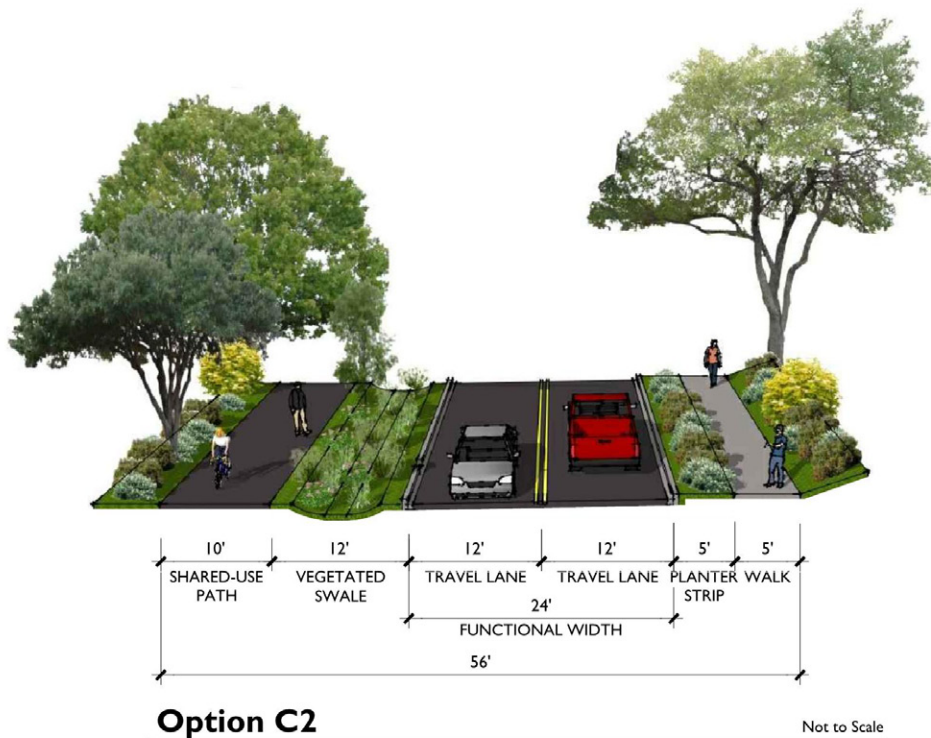 10' 12' 12' 12' 5' 5'
SHARED-USE VEGETATED TRAVEL LANE TRAVEL LANE PLANTER WALK
PATH SWALE STRIP
24'
FUNCTIONAL WIDTH
56'
Option C2
Not to Scale